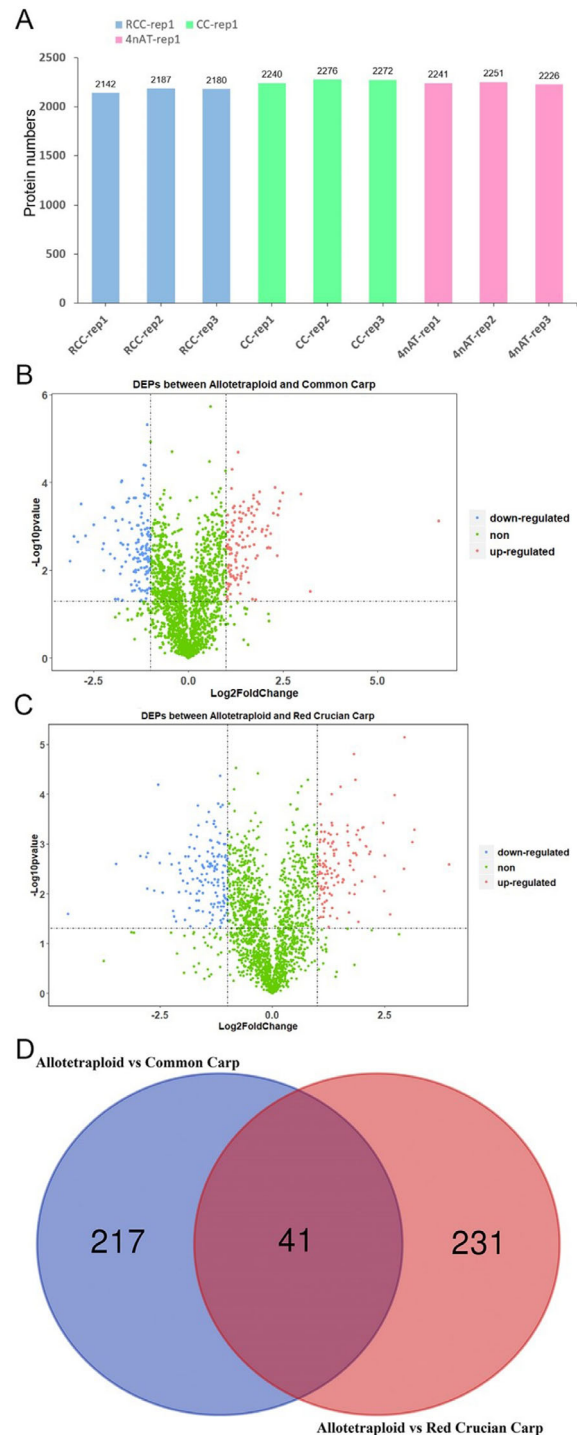 A
RCC-rep1 CC-rep1
4nAT-rep1
Protein numbers
2500
2000
1500
1000
500
0
2142 2187 2180 2240 2276 2272 2241 2251 2226
RCC-rep1 RCC-rep2 RCC-rep3 CC-rep1 CC-rep2 CC-rep3 4nAT-rep1 4nAT-rep2 4nAT-rep3
B
DEPs between Allotetraploid and Common Carp
-Log10pvalue
6
4
2
0
-2.5 0.0 2.5 5.0
Log2FoldChange
down-regulated
non
up-regulated
C
DEPs between Allotetraploid and Red Crucian Carp
-Log10pvalue
5
4
3
2
1
0
-2.5 0.0 2.5
Log2FoldChange
down-regulated
non
up-regulated
D
Allotetraploid vs Common Carp
217 41 231
Allotetraploid vs Red Crucian Carp